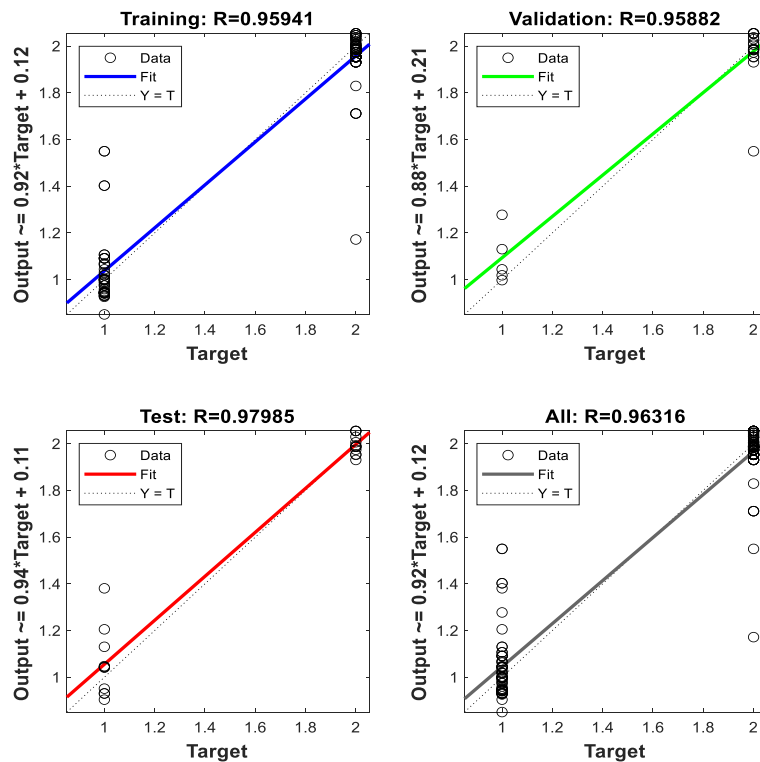 Training: R=0.95941
Output ~= 0.92*Target + 0.12
2
1.8
1.6
1.4
1.2
1
Data
Fit
Y = T
1
1.2
1.4
1.6
1.8
2
Target
Validation: R=0.95882
Output ~= 0.88*Target + 0.21
2
1.8
1.6
1.4
1.2
1
Data
Fit
Y = T
1
1.2
1.4
1.6
1.8
2
Target
Test: R=0.97985
Output ~= 0.94*Target + 0.11
2
1.8
1.6
1.4
1.2
1
Data
Fit
Y = T
1
1.2
1.4
1.6
1.8
2
Target
All: R=0.96316
Output ~= 0.92*Target + 0.12
2
1.8
1.6
1.4
1.2
1
Data
Fit
Y = T
1
1.2
1.4
1.6
1.8
2
Target